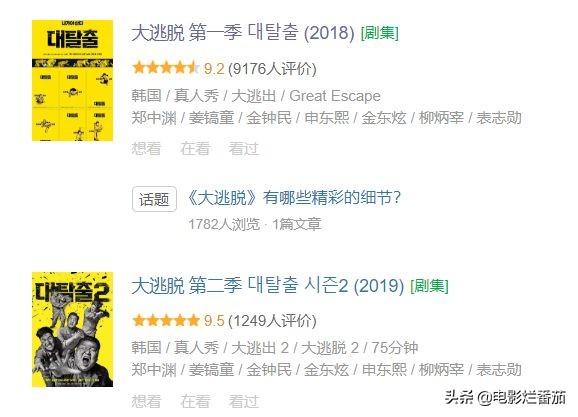 나가야 산다
대탈출
大逃脱 第一季 대탈출 (2018) [剧集]
9.2 (9176人评价)
韩国 / 真人秀 / 大逃出 / Great Escape
郑中渊 / 姜镐童 / 金钟民 / 申东熙 / 金东炫 / 柳炳宰 / 表志勋
想看 在看 看过
话题 《大逃脱》有哪些精彩的细节?
1782人浏览 · 1篇文章
대탈출2
大逃脱 第二季 대탈출 시즌2 (2019) [剧集]
9.5 (1249人评价)
韩国 / 真人秀 / 大逃出 2 / 大逃脱 2 / 75分钟
郑中渊 / 姜镐童 / 金钟民 / 申东熙 / 金东炫 / 柳炳宰 / 表志勋
想看 在看 看过
头条 @电影烂番茄